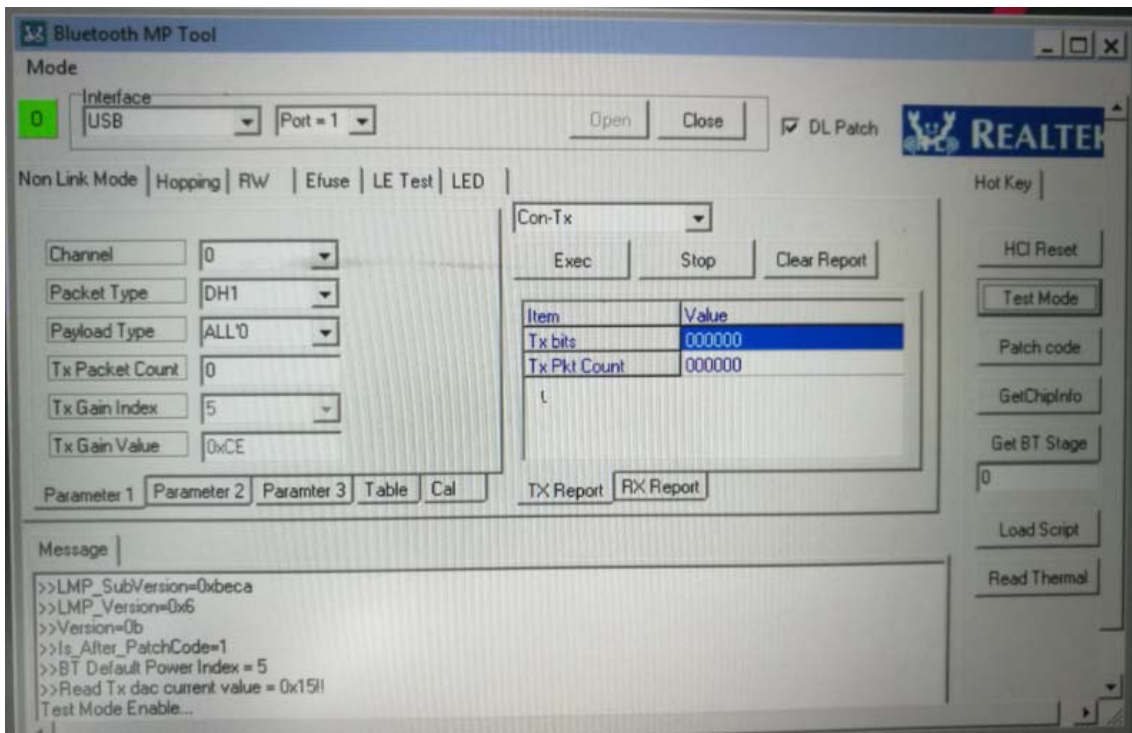 Bluetooth MP Tool
Mode
Interface
0
USB
Port = 1
Open
Close
DL Patch
REALTEK
Non Link Mode
Hopping
RW
Efuse
LE Test
LED
Hot Key
Con-Tx
Channel
0
Exec
Stop
Clear Report
HCI Reset
Packet Type
DH1
Test Mode
Item
Value
Payload Type
ALL'0
Tx bits
000000
Patch code
Tx Packet Count
0
Tx Pkt Count
000000
GetChipInfo
Tx Gain Index
5
Tx Gain Value
0xCE
Get BT Stage
0
Parameter 1
Parameter 2
Paramter 3
Table
Cal
TX Report
RX Report
Load Script
Message
Read Thermal
>>LMP_SubVersion=0xbeca
>>LMP_Version=0x6
>>Version=0b
>>Is_After_PatchCode=1
>>BT Default Power Index = 5
>>Read Tx dac current value = 0x15!!
Test Mode Enable...